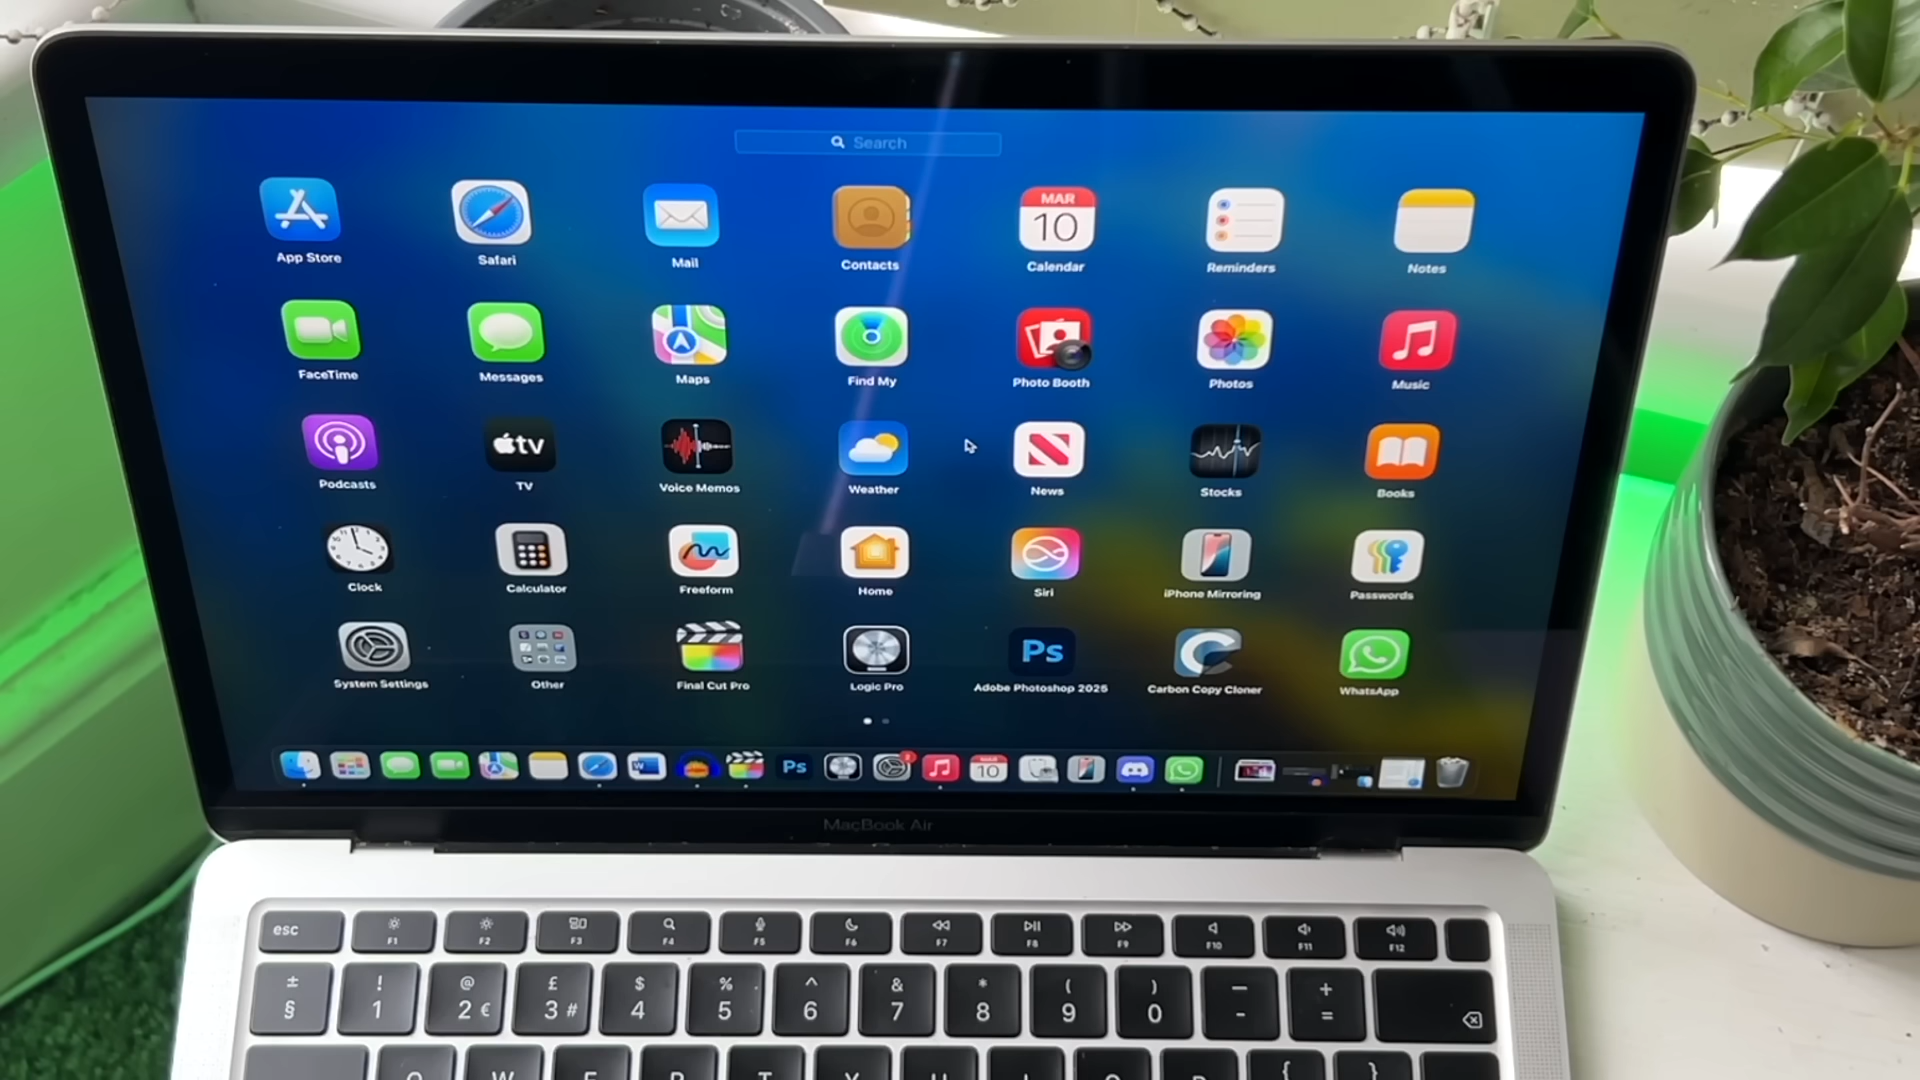 Search
App Store Safari Mail Contacts MAR 10 Calendar Reminders Notes
FaceTime Messages Maps Find My Photo Booth Photos Music
Podcasts tv TV Voice Memos Weather News Stocks Books
Clock Calculator Freeform Home Siri iPhone Mirroring Passwords
System Settings Other Final Cut Pro Logic Pro Ps Adobe Photoshop 2025 Carbon Copy Cloner WhatsApp
W Ps 2 10
MacBook Air
esc F1 F2 F3 F4 F5 F6 F7 F8 F9 F10 F11 F12
± ! @ £ $ % ^ & * ( ) — +
§ 1 2 € 3 # 4 5 6 7 8 9 0 - =
{ }